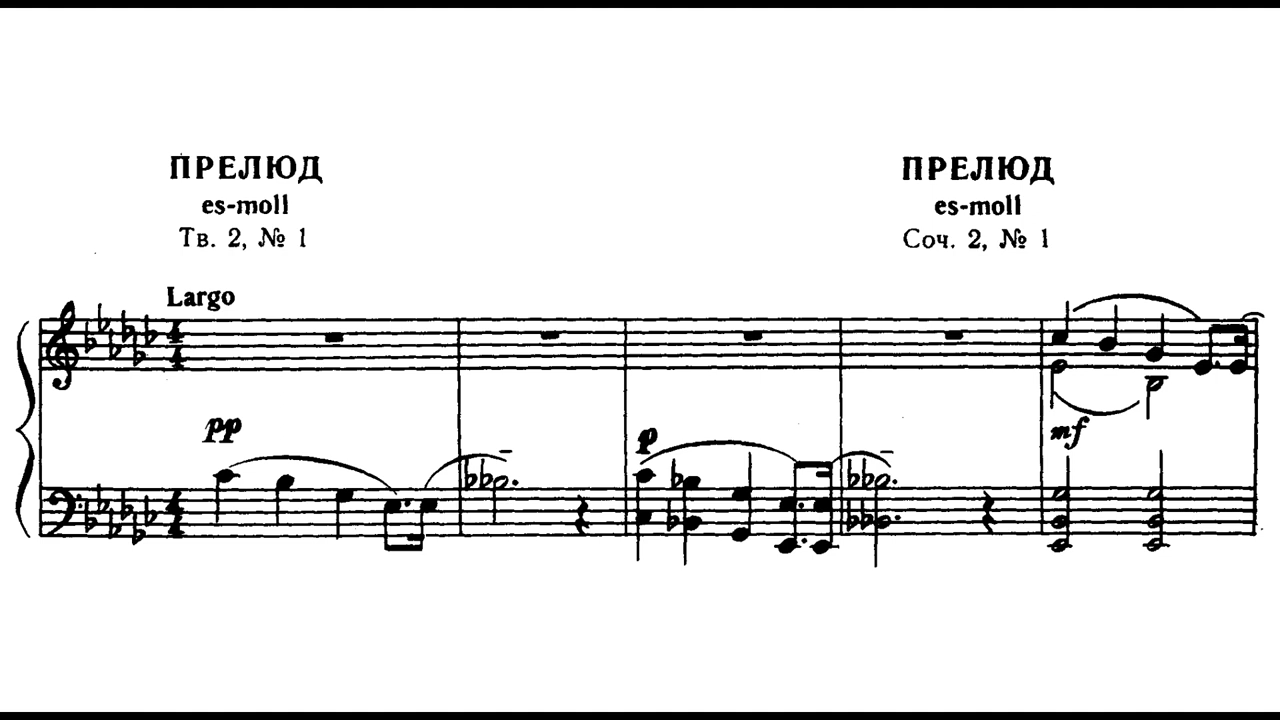 ПРЕЛЮД
es-moll
Тв. 2, № 1
ПРЕЛЮД
es-moll
Соч. 2, № 1
Largo
pp
p
mf